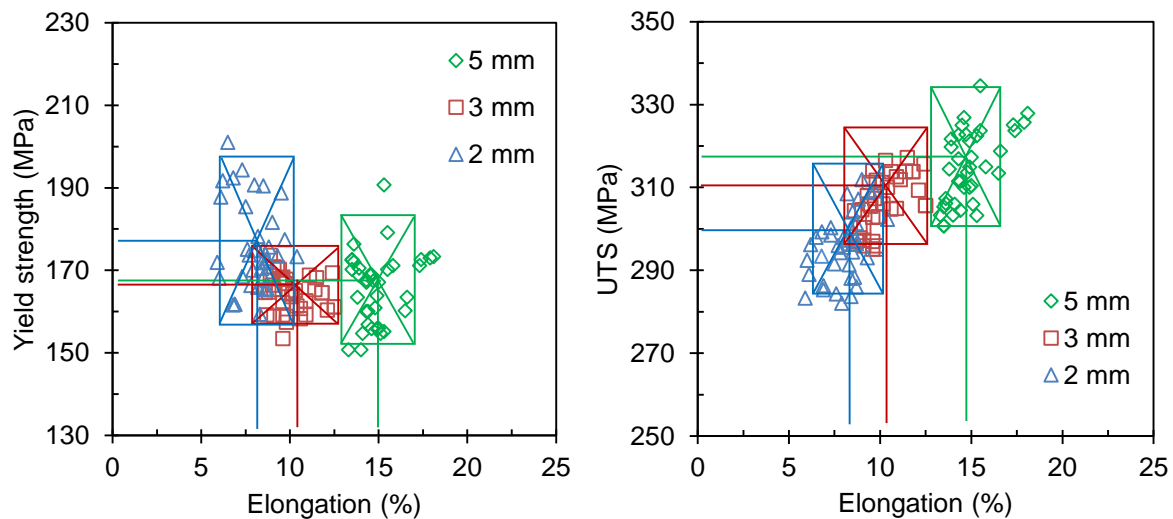 230
210
190
170
150
130
Yield strength (MPa)
5 mm
3 mm
2 mm
0 5 10 15 20 25
Elongation (%)
350
330
310
290
270
250
UTS (MPa)
5 mm
3 mm
2 mm
0 5 10 15 20 25
Elongation (%)